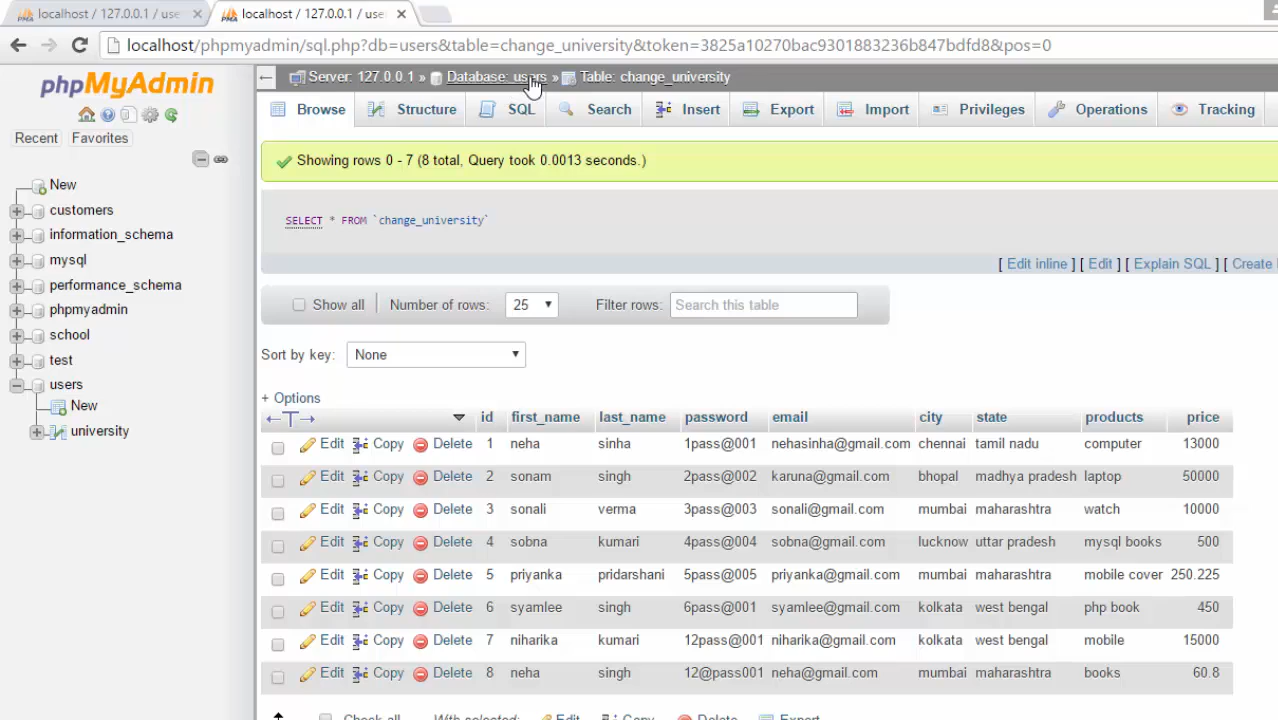 localhost / 127.0.0.1 / use
localhost / 127.0.0.1 / use
localhost/phpmyadmin/sql.php?db=users&table=change_university&token=3825a10270bc9301883236b847bdfd8&pos=0
phpMyAdmin
Recent Favorites
New
customers
information_schema
mysql
performance_schema
phpmyadmin
school
test
users
New
university
Server: 127.0.0.1 » Database: users » Table: change_university
Browse Structure SQL Search Insert Export Import Privileges Operations Tracking
Showing rows 0 - 7 (8 total, Query took 0.0013 seconds.)
SELECT * FROM `change_university`
[ Edit inline ] [ Edit ] [ Explain SQL ] [ Create
Show all Number of rows: 25 Filter rows: Search this table
Sort by key: None
+ Options
id first_name last_name password email city state products price
Edit Copy Delete 1 neha sinha 1pass@001 nehasinha@gmail.com chennai tamil nadu computer 13000
Edit Copy Delete 2 sonam singh 2pass@002 karuna@gmail.com bhopal madhya pradesh laptop 50000
Edit Copy Delete 3 sonali verma 3pass@003 sonali@gmail.com mumbai maharashtra watch 10000
Edit Copy Delete 4 sobna kumari 4pass@004 sobna@gmail.com lucknow uttar pradesh mysql books 500
Edit Copy Delete 5 priyanka pridarshani 5pass@005 priyanka@gmail.com mumbai maharashtra mobile cover 250.225
Edit Copy Delete 6 syamlee singh 6pass@001 syamlee@gmail.com kolkata west bengal php book 450
Edit Copy Delete 7 niharika kumari 12pass@001 niharika@gmail.com kolkata west bengal mobile 15000
Edit Copy Delete 8 neha singh 12@pass001 neha@gmail.com mumbai maharashtra books 60.8
Check all With selected: Edit Copy Delete Export